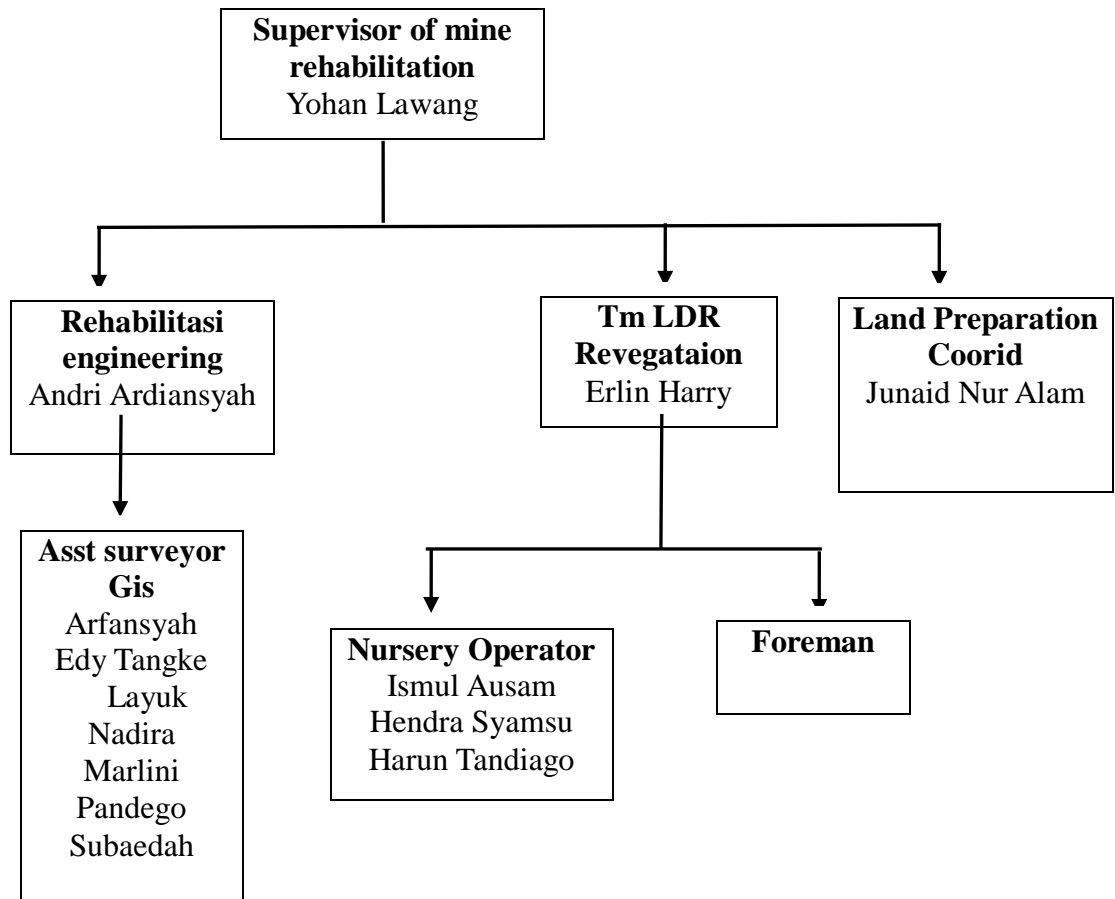 Supervisor of mine
rehabilitation
Yohan Lawang
Rehabilitasi
engineering
Andri Ardiansyah
Tm LDR
Revegataion
Erlin Harry
Land Preparation
Coorid
Junaid Nur Alam
Asst surveyor
Gis
Arfansyah
Edy Tangke
Layuk
Nadira
Marlini
Pandego
Subaedah
Nursery Operator
Ismul Ausam
Hendra Syamsu
Harun Tandiago
Foreman